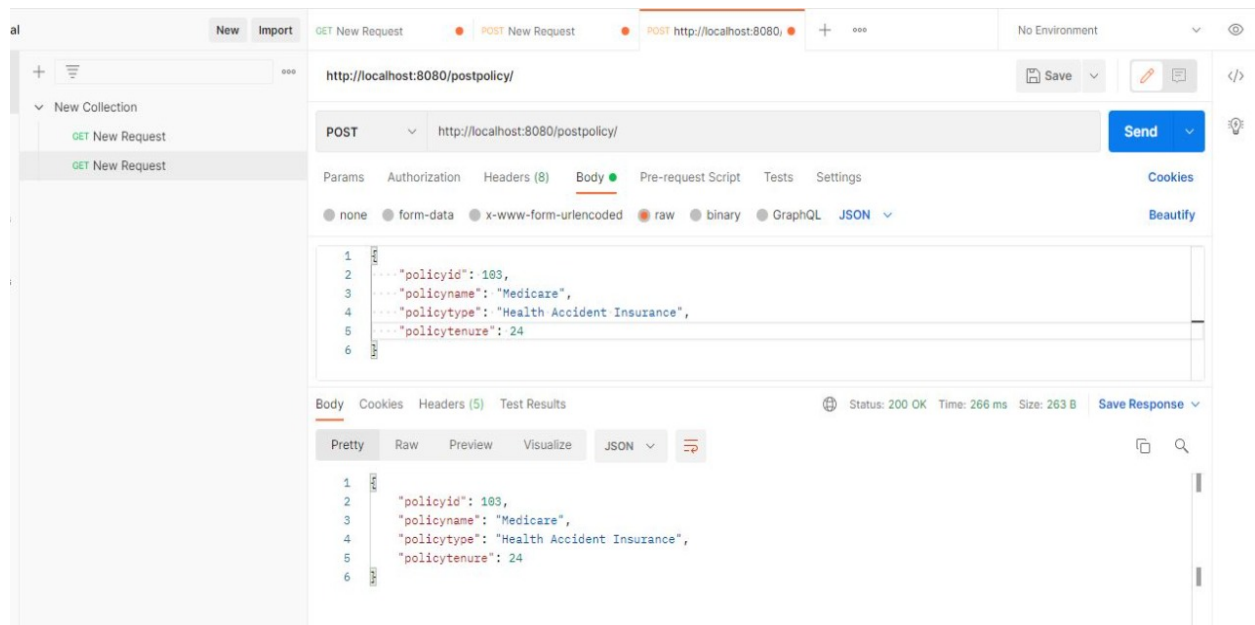 al New Import GET New Request POST New Request POST http://localhost:8080/ No Environment
http://localhost:8080/postpolicy/ Save
New Collection
GET New Request
GET New Request
POST http://localhost:8080/postpolicy/ Send
Params Authorization Headers (8) Body Pre-request Script Tests Settings Cookies
none form-data x-www-form-urlencoded raw binary GraphQL JSON Beautify
1 {
2 "policyid": 103,
3 "policyname": "Medicare",
4 "policytype": "Health Accident Insurance",
5 "policytenure": 24
6 }
Body Cookies Headers (5) Test Results Status: 200 OK Time: 266 ms Size: 263 B Save Response
Pretty Raw Preview Visualize JSON
1 {
2 "policyid": 103,
3 "policyname": "Medicare",
4 "policytype": "Health Accident Insurance",
5 "policytenure": 24
6 }